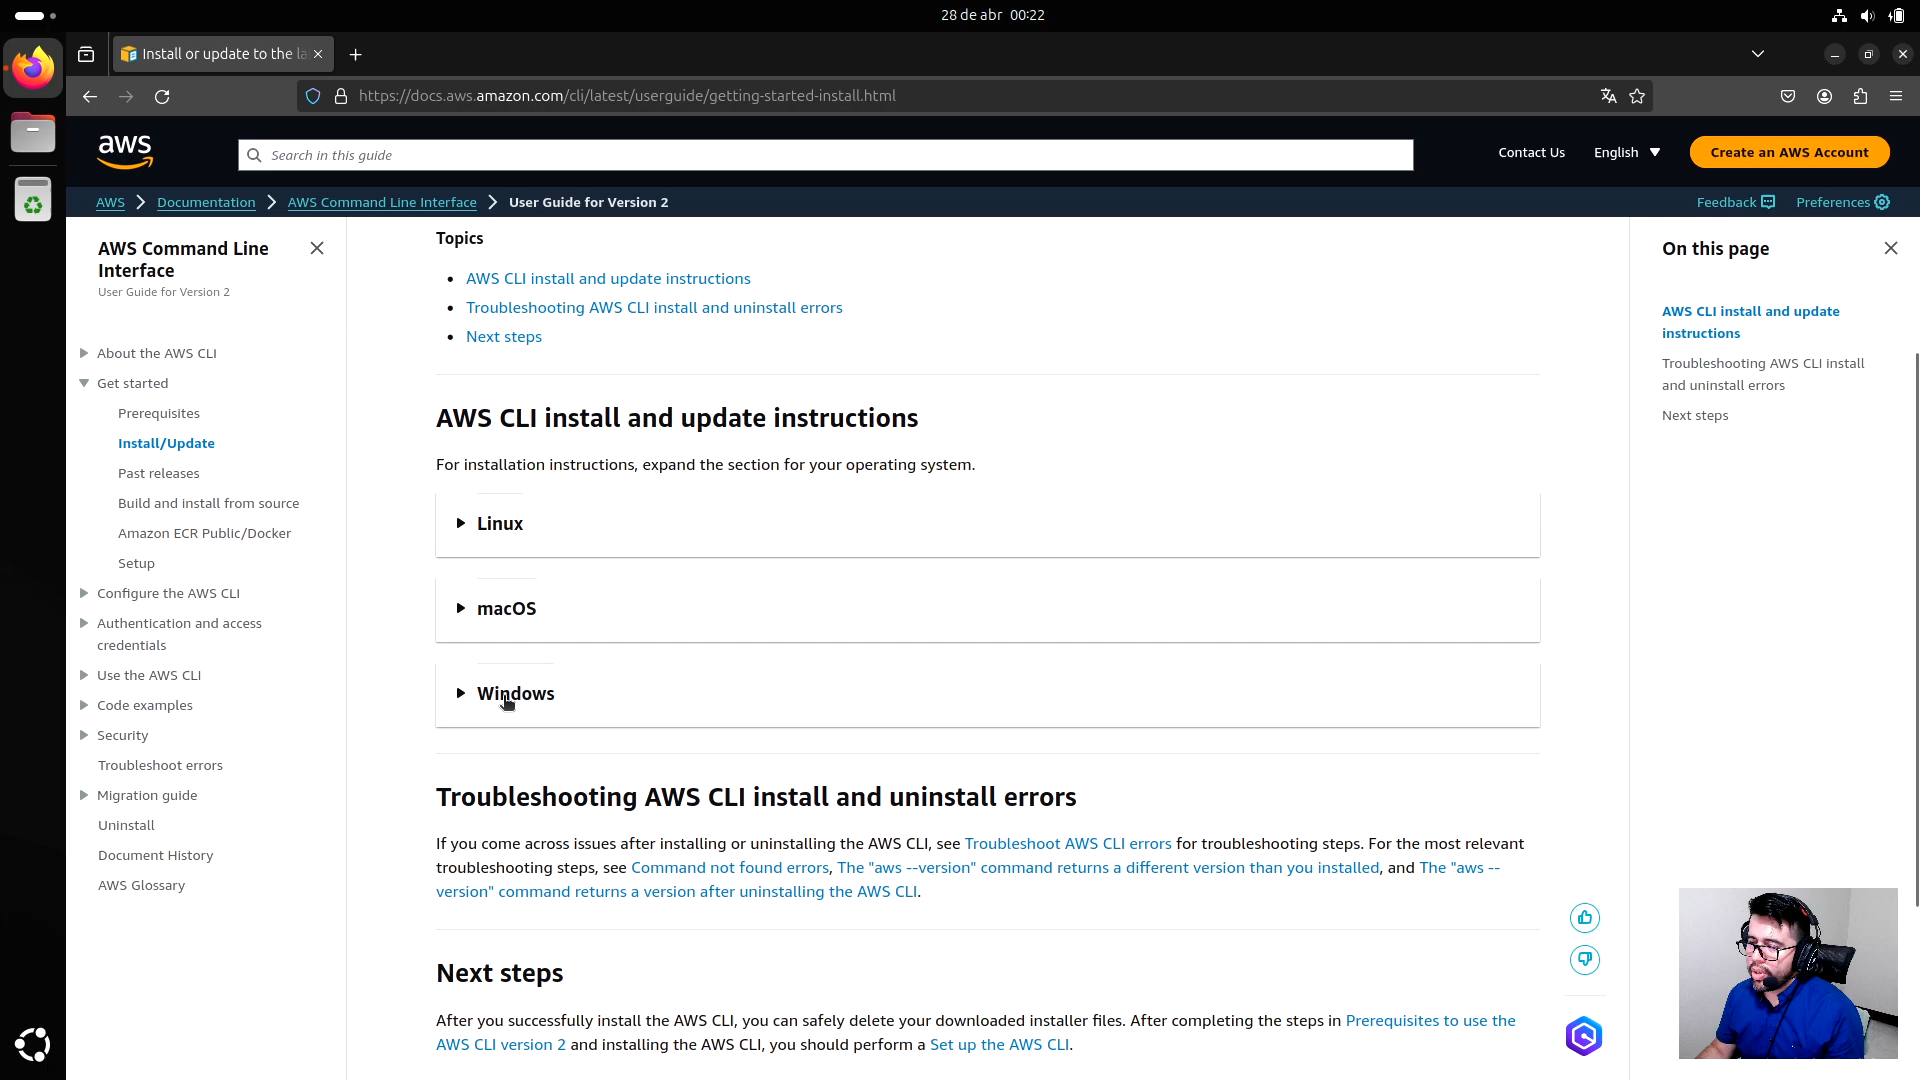 28 de abr 00:22
Install or update to the la
https://docs.aws.amazon.com/cli/latest/userguide/getting-started-install.html
aws
Search in this guide
Contact Us
English
Create an AWS Account
AWS
Documentation
AWS Command Line Interface
User Guide for Version 2
Feedback
Preferences
AWS Command Line
Interface
User Guide for Version 2
About the AWS CLI
Get started
Prerequisites
Install/Update
Past releases
Build and install from source
Amazon ECR Public/Docker
Setup
Configure the AWS CLI
Authentication and access
credentials
Use the AWS CLI
Code examples
Security
Troubleshoot errors
Migration guide
Uninstall
Document History
AWS Glossary
Topics
AWS CLI install and update instructions
Troubleshooting AWS CLI install and uninstall errors
Next steps
AWS CLI install and update instructions
For installation instructions, expand the section for your operating system.
Linux
macOS
Windows
Troubleshooting AWS CLI install and uninstall errors
If you come across issues after installing or uninstalling the AWS CLI, see Troubleshoot AWS CLI errors for troubleshooting steps. For the most relevant
troubleshooting steps, see Command not found errors, The "aws --version" command returns a different version than you installed, and The "aws --
version" command returns a version after uninstalling the AWS CLI.
Next steps
After you successfully install the AWS CLI, you can safely delete your downloaded installer files. After completing the steps in Prerequisites to use the
AWS CLI version 2 and installing the AWS CLI, you should perform a Set up the AWS CLI.
On this page
AWS CLI install and update
instructions
Troubleshooting AWS CLI install
and uninstall errors
Next steps